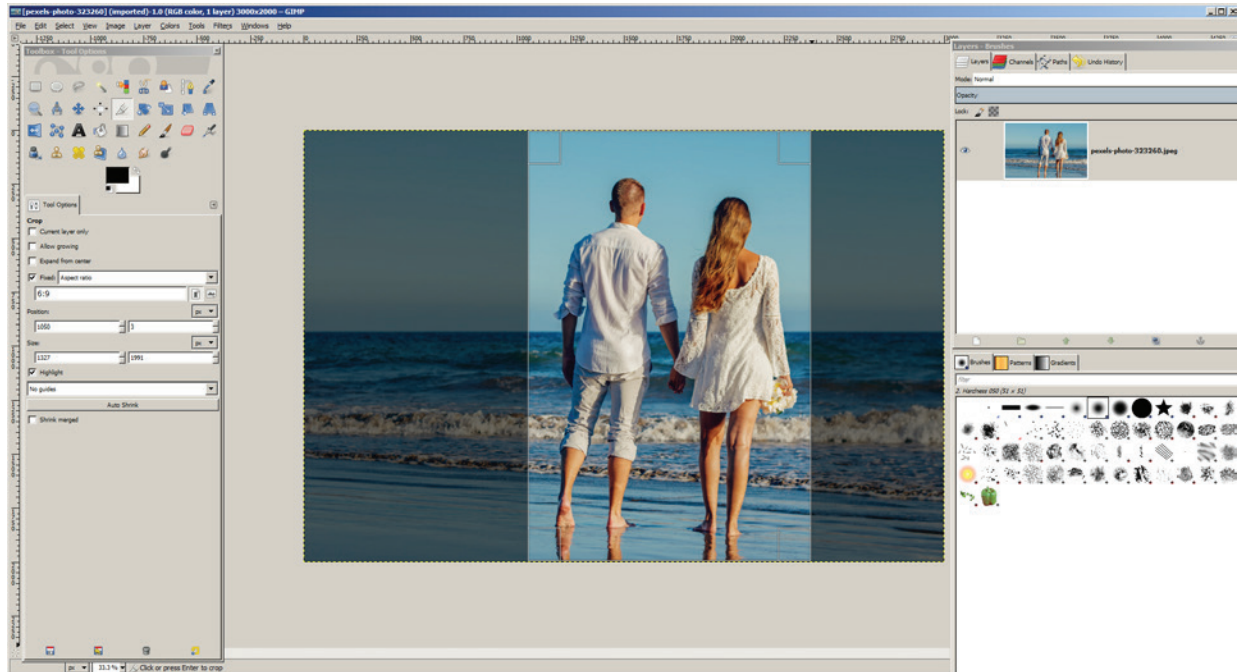 [pexels-photo-323260] (imported)-1.0 (RGB color, 1 layer) 3000x2000 – GIMP
File Edit Select View Image Layer Colors Tools Filters Windows Help
Toolbox - Tool Options
Tool Options
Crop
Current layer only
Allow growing
Expand from center
Fixed: Aspect ratio
6:9
Position: px
1050 3
Size: px
1327 1991
Highlight
No guides
Auto Shrink
Shrink merged
px 33.3 % Click or press Enter to crop
Layers - Brushes
Layers Channels Paths Undo History
Mode: Normal
Opacity
Lock:
pexels-photo-323260.jpeg
Brushes Patterns Gradients
filter
2. Hardness 050 (51 × 51)